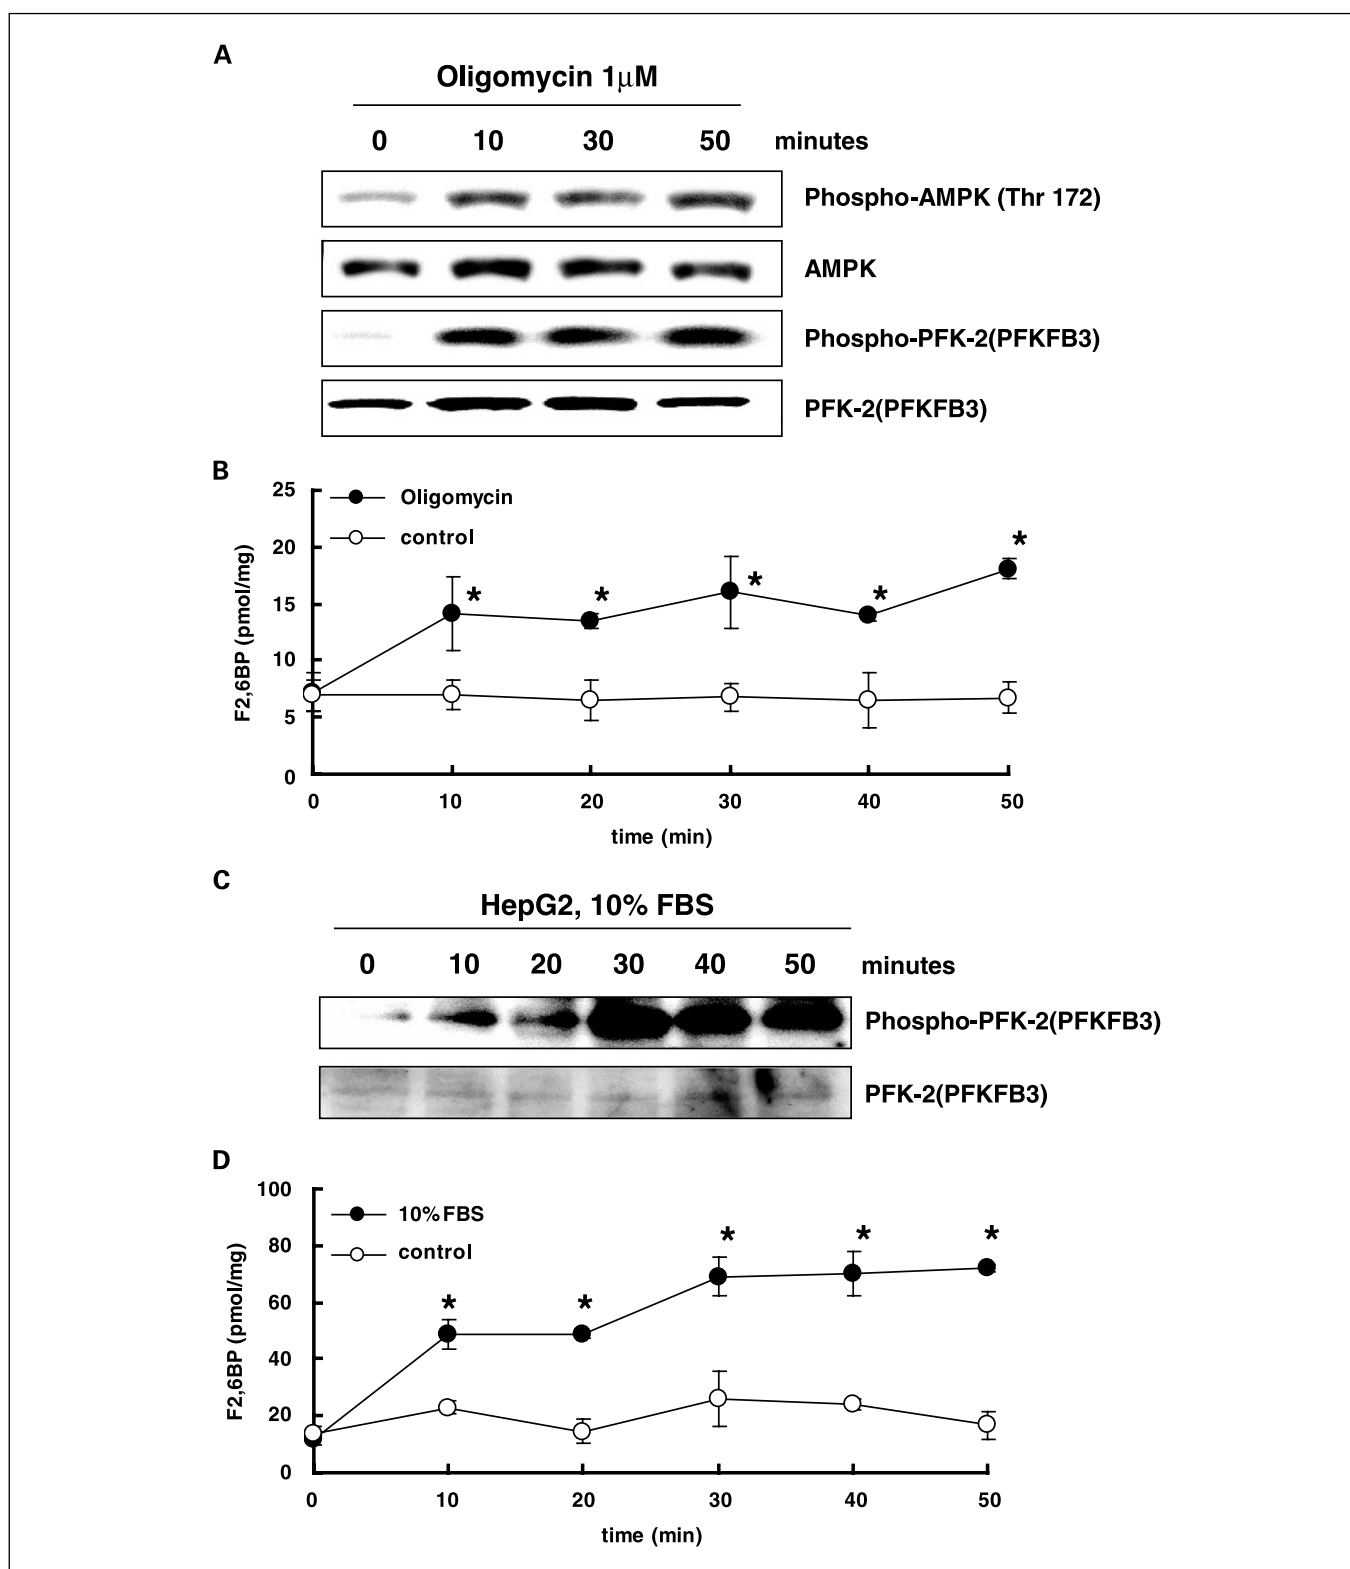 A
Oligomycin 1μM
0 10 30 50 minutes
Phospho-AMPK (Thr 172)
AMPK
Phospho-PFK-2(PFKFB3)
PFK-2(PFKFB3)
B
25
20
15
10
5
0
F2,6BP (pmol/mg)
Oligomycin
control
* * * * *
0 10 20 30 40 50
time (min)
C
HepG2, 10% FBS
0 10 20 30 40 50 minutes
Phospho-PFK-2(PFKFB3)
PFK-2(PFKFB3)
D
100
80
60
40
20
0
F2,6BP (pmol/mg)
10% FBS
control
* * * * *
0 10 20 30 40 50
time (min)